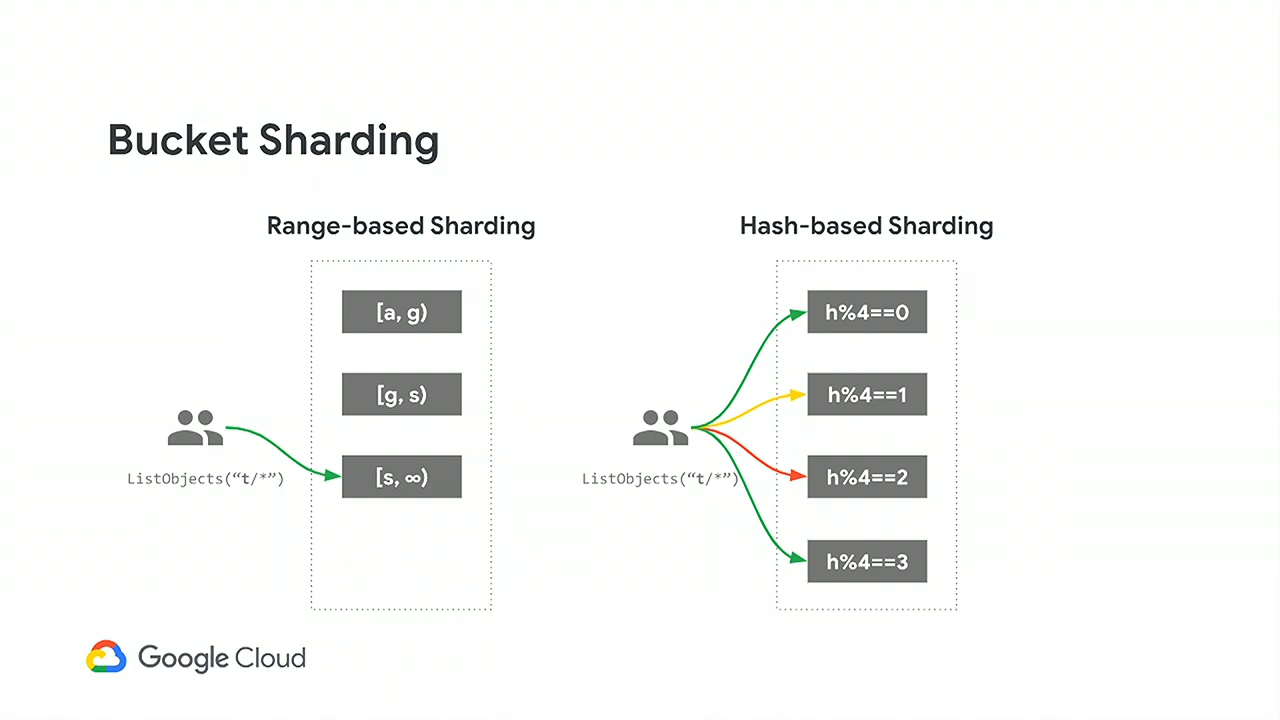 Bucket Sharding
Range-based Sharding
[a, g)
[g, s)
[s, ∞)
ListObjects(“t/*”)
Hash-based Sharding
h%4==0
h%4==1
h%4==2
h%4==3
ListObjects(“t/*”)
Google Cloud